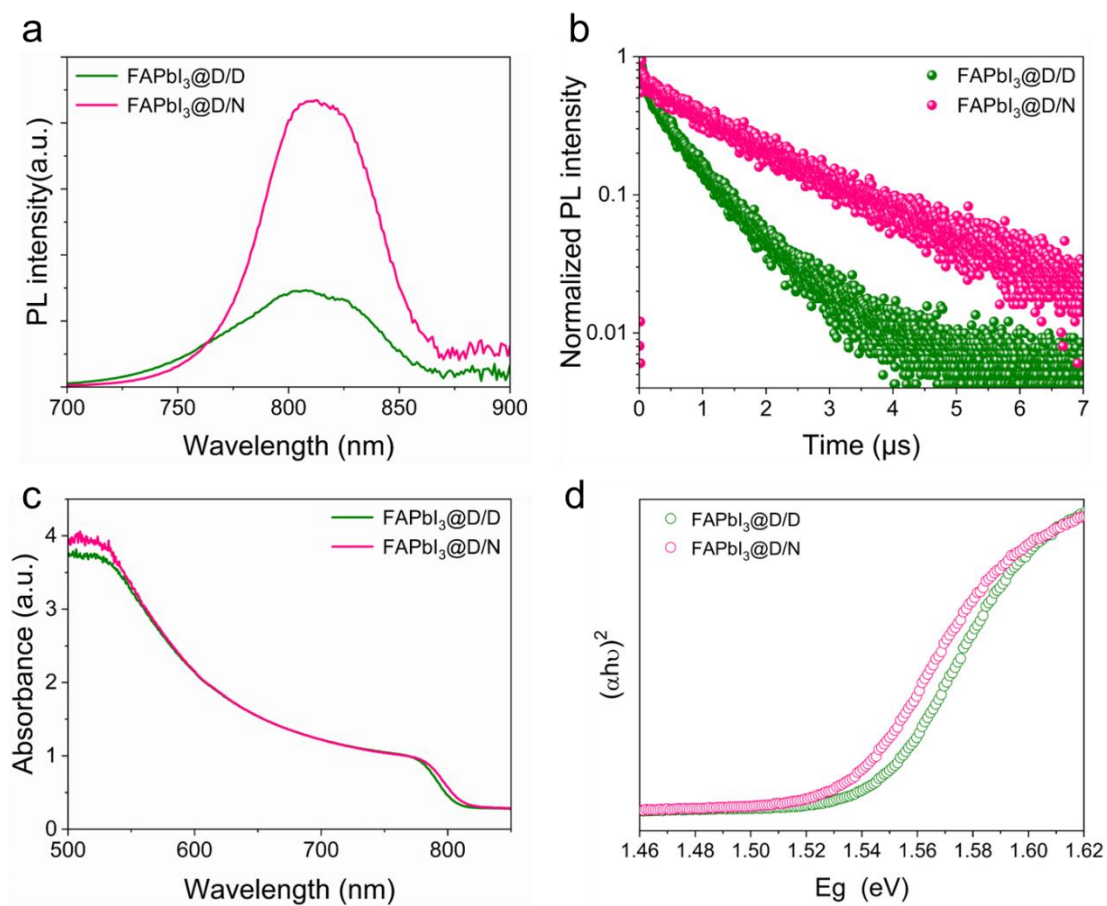 a
FAPbI₃@D/D
FAPbI₃@D/N
PL intensity(a.u.)
700 750 800 850 900
Wavelength (nm)
b
1
0.1
0.01
FAPbI₃@D/D
FAPbI₃@D/N
Normalized PL intensity
0 1 2 3 4 5 6 7
Time (µs)
c
4
3
2
1
0
FAPbI₃@D/D
FAPbI₃@D/N
Absorbance (a.u.)
500 600 700 800
Wavelength (nm)
d
FAPbI₃@D/D
FAPbI₃@D/N
(αhυ)²
1.46 1.48 1.50 1.52 1.54 1.56 1.58 1.60 1.62
Eg (eV)